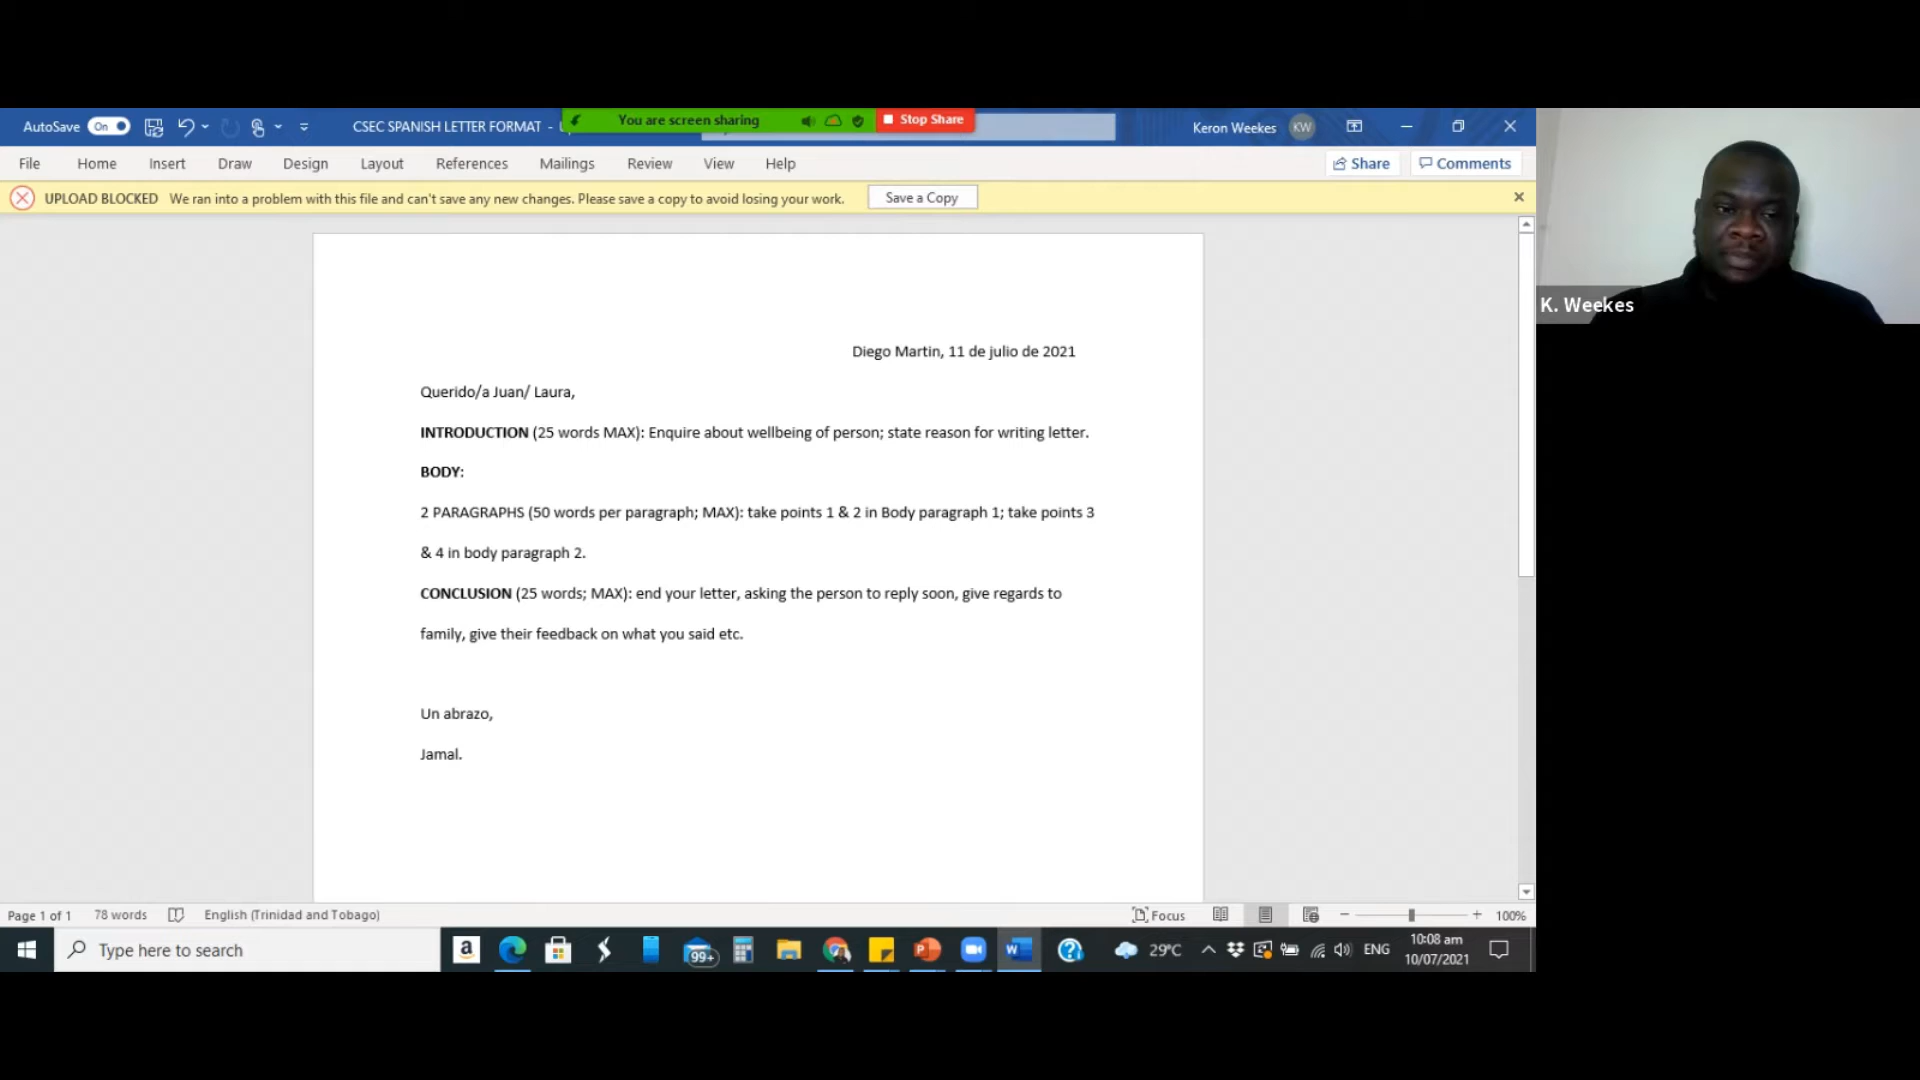 AutoSave On CSEC SPANISH LETTER FORMAT - You are screen sharing Stop Share Keron Weekes KW
File Home Insert Draw Design Layout References Mailings Review View Help Share Comments
UPLOAD BLOCKED We ran into a problem with this file and can't save any new changes. Please save a copy to avoid losing your work. Save a Copy
K. Weekes
Diego Martin, 11 de julio de 2021
Querido/a Juan/ Laura,
INTRODUCTION (25 words MAX): Enquire about wellbeing of person; state reason for writing letter.
BODY:
2 PARAGRAPHS (50 words per paragraph; MAX): take points 1 & 2 in Body paragraph 1; take points 3
& 4 in body paragraph 2.
CONCLUSION (25 words; MAX): end your letter, asking the person to reply soon, give regards to
family, give their feedback on what you said etc.
Un abrazo,
Jamal.
Page 1 of 1 78 words English (Trinidad and Tobago) Focus 100%
Type here to search a 99+ 29°C ENG 10:08 am
10/07/2021